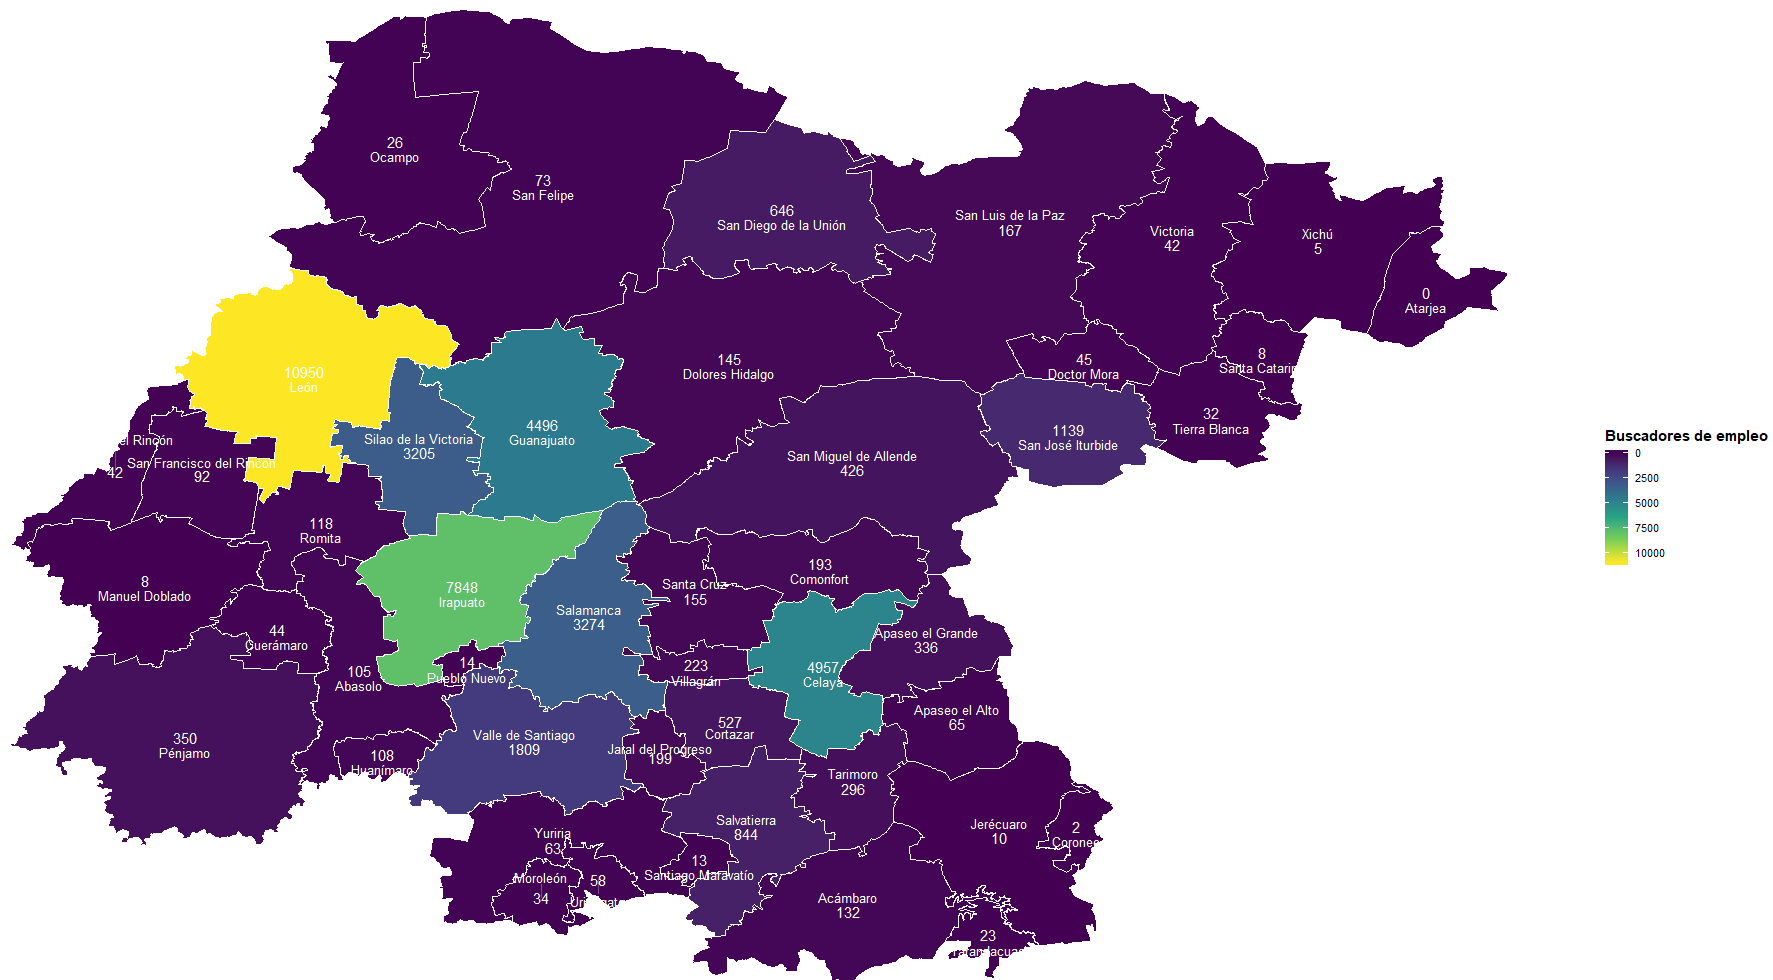 26
Ocampo
73
San Felipe
646
San Diego de la Unión
San Luis de la Paz
167
Victoria
42
Xichú
5
0
Atarjea
10950
León
145
Dolores Hidalgo
45
Doctor Mora
8
Santa Catarin
4496
Guanajuato
Silao de la Victoria
3205
32
Tierra Blanca
1139
San José Iturbide
el Rincón
42
San Francisco del Rincón
92
San Miguel de Allende
426
118
Romita
8
Manuel Doblado
7848
Irapuato
Salamanca
3274
Santa Cruz
155
193
Comonfort
44
Cuerámaro
105
Abasolo
14
Pueblo Nuevo
223
Villagrán
4957
Celaya
Apaseo el Grande
336
Apaseo el Alto
65
350
Pénjamo
108
Huanímaro
Valle de Santiago
1809
Jaral del Progreso
199
527
Cortazar
Tarimoro
296
Yuriria
63
Salvatierra
844
Jerécuaro
10
2
Coroneo
Moroleón
34
58
13
Santiago Maravatío
Acámbaro
132
23
Buscadores de empleo
0
2500
5000
7500
10000